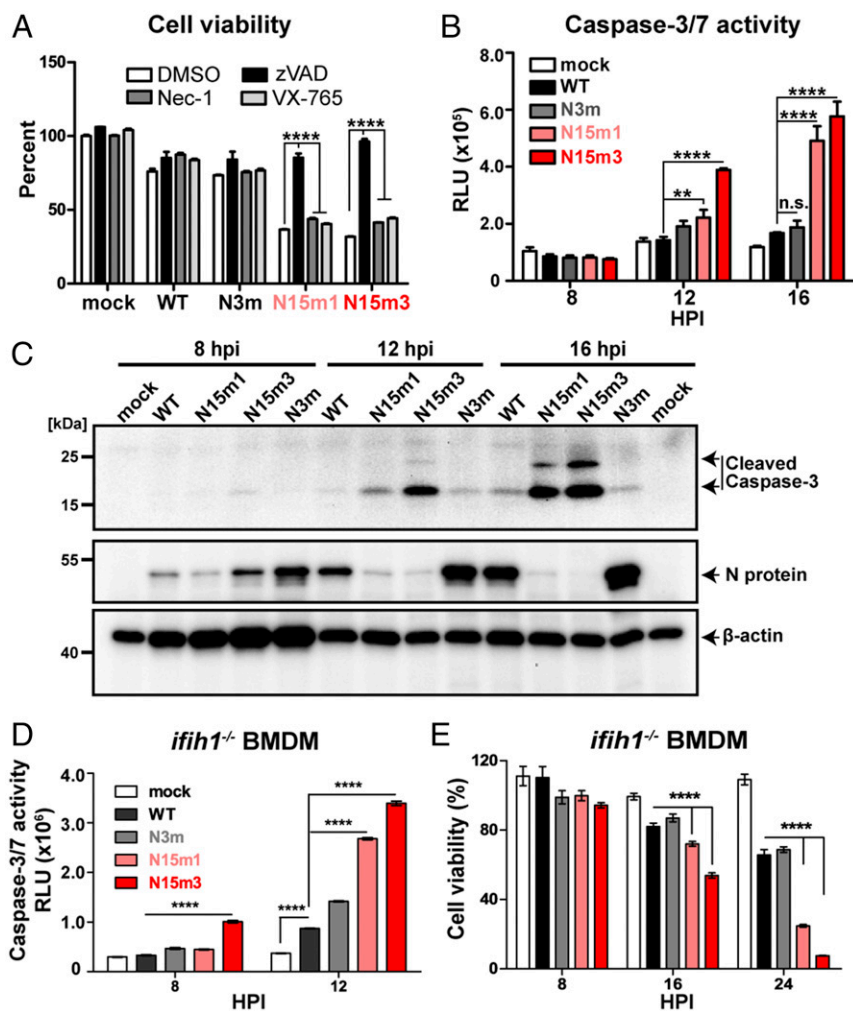 A
Cell viability
DMSO
zVAD
Nec-1
VX-765
Percent
150
100
50
0
****
****
mock
WT
N3m
N15m1
N15m3
B
Caspase-3/7 activity
mock
WT
N3m
N15m1
N15m3
RLU (x10⁵)
8.0
6.0
4.0
2.0
0.0
****
**
****
****
n.s.
8
12
16
HPI
C
8 hpi
12 hpi
16 hpi
mock
WT
N15m1
N15m3
N3m
WT
N15m1
N15m3
N3m
WT
N15m1
N15m3
N3m
mock
[kDa]
25
15
Cleaved
Caspase-3
55
N protein
40
β-actin
D
ifih1-/- BMDM
mock
WT
N3m
N15m1
N15m3
Caspase-3/7 activity
RLU (x10⁶)
4.0
3.0
2.0
1.0
0.0
****
****
****
****
8
12
HPI
E
ifih1-/- BMDM
Cell viability (%)
120
80
40
0
****
****
8
16
24
HPI